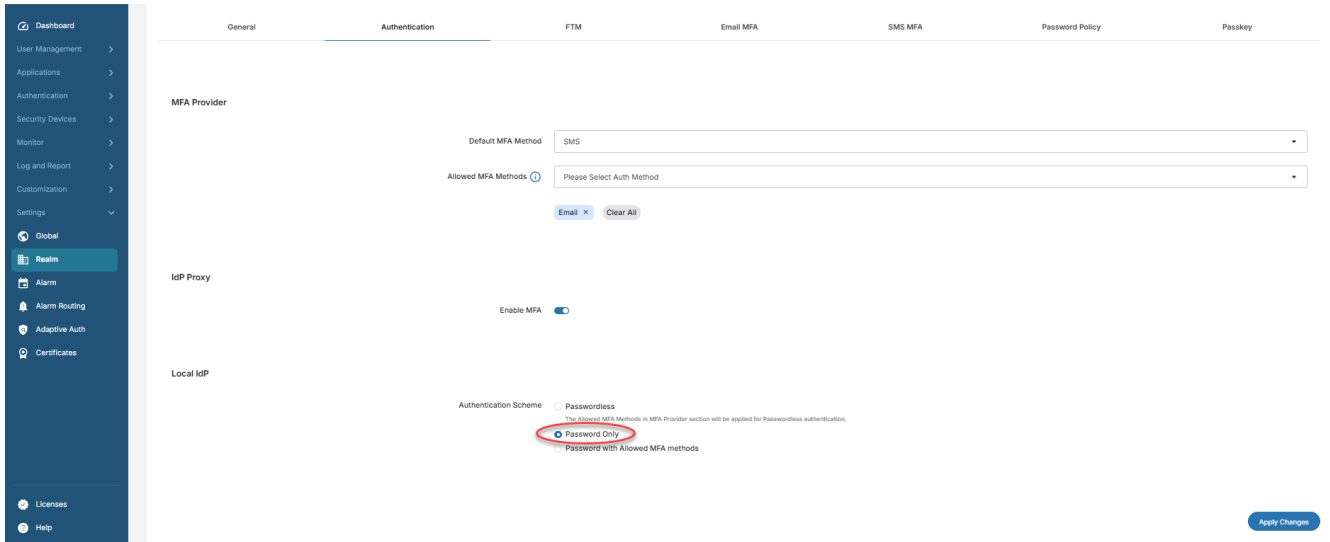 Dashboard
User Management
Applications
Authentication
Security Devices
Monitor
Log and Report
Customization
Settings
Global
Realm
Alarm
Alarm Routing
Adaptive Auth
Certificates
Licenses
Help
General Authentication FTM Email MFA SMS MFA Password Policy Passkey
MFA Provider
Default MFA Method SMS
Allowed MFA Methods Please Select Auth Method
Email × Clear All
IdP Proxy
Enable MFA
Local IdP
Authentication Scheme Passwordless
The Allowed MFA Methods in MFA Provider section will be applied for Passwordless authentication.
Password Only
Password with Allowed MFA methods
Apply Changes